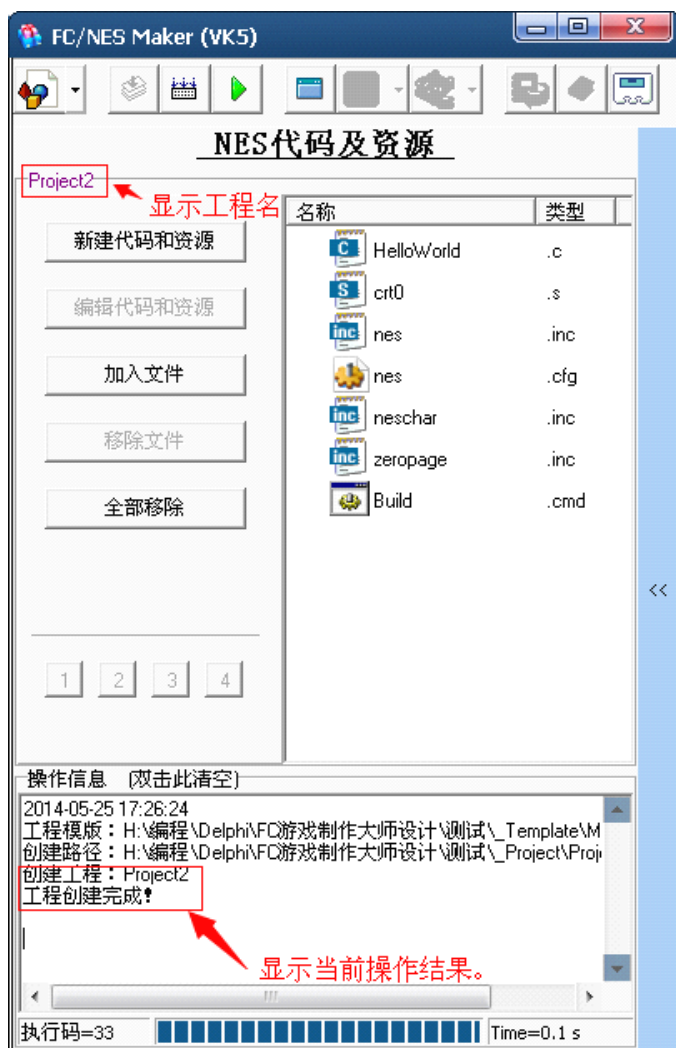 FC/NES Maker (VK5)
NES代码及资源
Project2
显示工程名
新建代码和资源
编辑代码和资源
加入文件
移除文件
全部移除
1 2 3 4
名称 类型
HelloWorld .c
crt0 .s
nes .inc
nes .cfg
neschar .inc
zeropage .inc
Build .cmd
<<
操作信息 (双击此清空)
2014-05-25 17:26:24
工程模版：H:\编程\Delphi\FC游戏制作大师设计\测试\_Template\M
创建路径：H:\编程\Delphi\FC游戏制作大师设计\测试\_Project\Proj
创建工程：Project2
工程创建完成！
显示当前操作结果。
执行码=33 Time=0.1 s